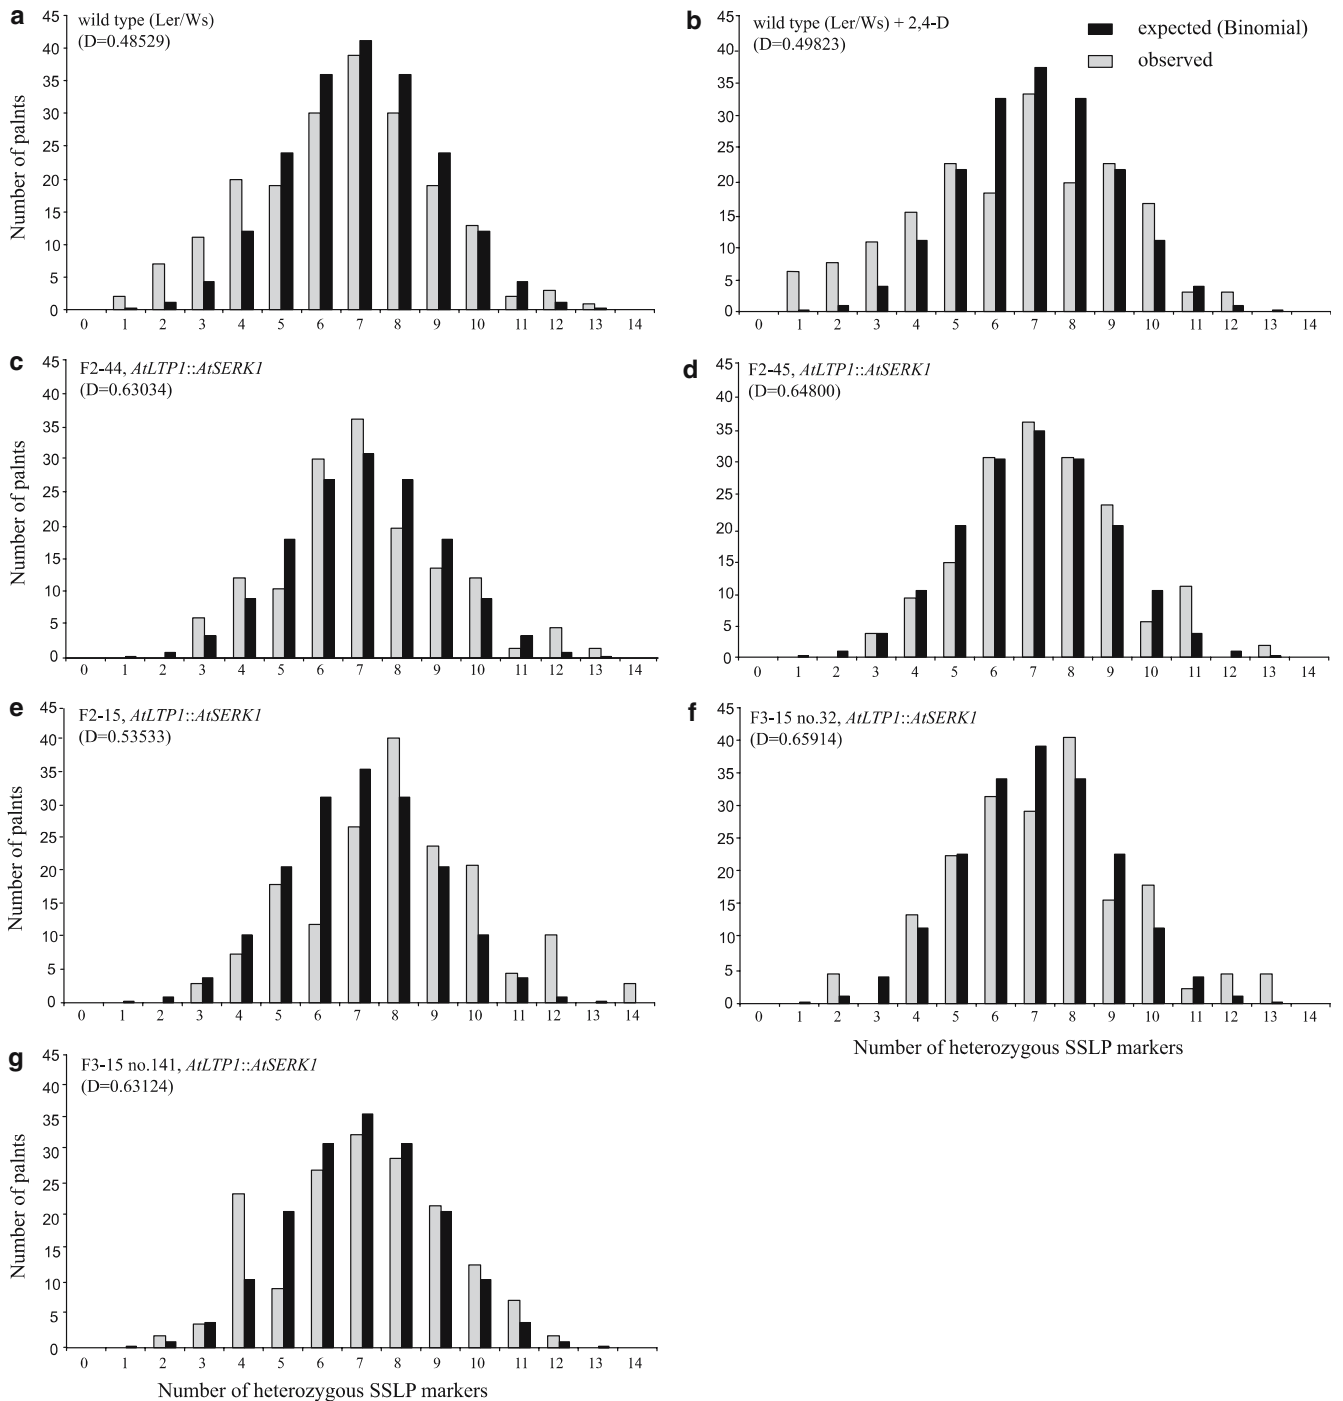 a
wild type (Ler/Ws)
(D=0.48529)
Number of palnts
45
40
35
30
25
20
15
10
5
0
0 1 2 3 4 5 6 7 8 9 10 11 12 13 14
b
wild type (Ler/Ws) + 2,4-D
(D=0.49823)
expected (Binomial)
observed
45
40
35
30
25
20
15
10
5
0
0 1 2 3 4 5 6 7 8 9 10 11 12 13 14
c
F2-44, AtLTP1::AtSERK1
(D=0.63034)
Number of palnts
45
40
35
30
25
20
15
10
5
0
0 1 2 3 4 5 6 7 8 9 10 11 12 13 14
d
F2-45, AtLTP1::AtSERK1
(D=0.64800)
45
40
35
30
25
20
15
10
5
0
0 1 2 3 4 5 6 7 8 9 10 11 12 13 14
e
F2-15, AtLTP1::AtSERK1
(D=0.53533)
Number of palnts
45
40
35
30
25
20
15
10
5
0
0 1 2 3 4 5 6 7 8 9 10 11 12 13 14
f
F3-15 no.32, AtLTP1::AtSERK1
(D=0.65914)
45
40
35
30
25
20
15
10
5
0
0 1 2 3 4 5 6 7 8 9 10 11 12 13 14
Number of heterozygous SSLP markers
g
F3-15 no.141, AtLTP1::AtSERK1
(D=0.63124)
Number of palnts
45
40
35
30
25
20
15
10
5
0
0 1 2 3 4 5 6 7 8 9 10 11 12 13 14
Number of heterozygous SSLP markers